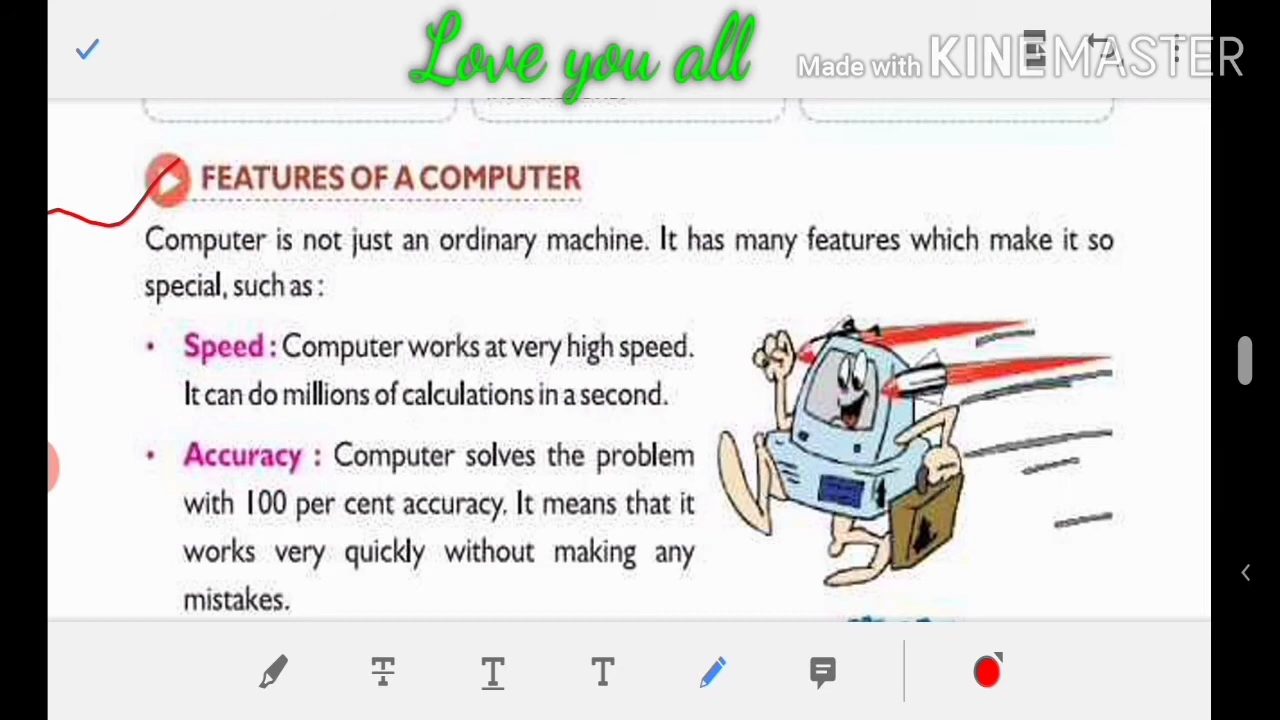 Love you all
Made with KINEMASTER
FEATURES OF A COMPUTER
Computer is not just an ordinary machine. It has many features which make it so
special, such as :
• Speed : Computer works at very high speed.
It can do millions of calculations in a second.
• Accuracy : Computer solves the problem
with 100 per cent accuracy. It means that it
works very quickly without making any
mistakes.
T T T